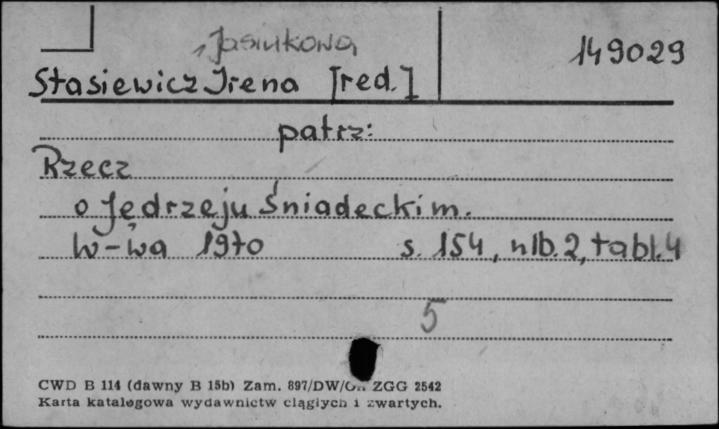 Jasiukowa
149029
Stasiewicz Irena [red.]
patrz:
Rzecz
o Jędrzeju Śniadeckim.
W-wa 1970 s. 154, nlb. 2, tabl. 4
5
CWD B 114 (dawny B 15b) Zam. 897/DW/ ZGG 2542
Karta katalogowa wydawnictw ciągłych i zwartych.